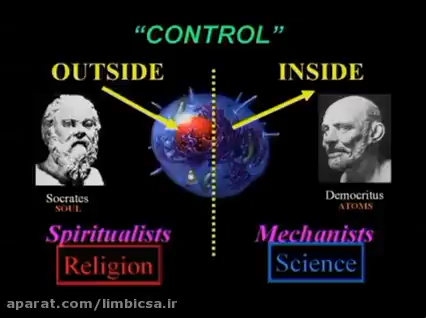 “CONTROL”
OUTSIDE INSIDE
Socrates
SOUL
Democritus
ATOMS
Spiritualists Mechanists
Religion Science
aparat.com/limbicsa.ir